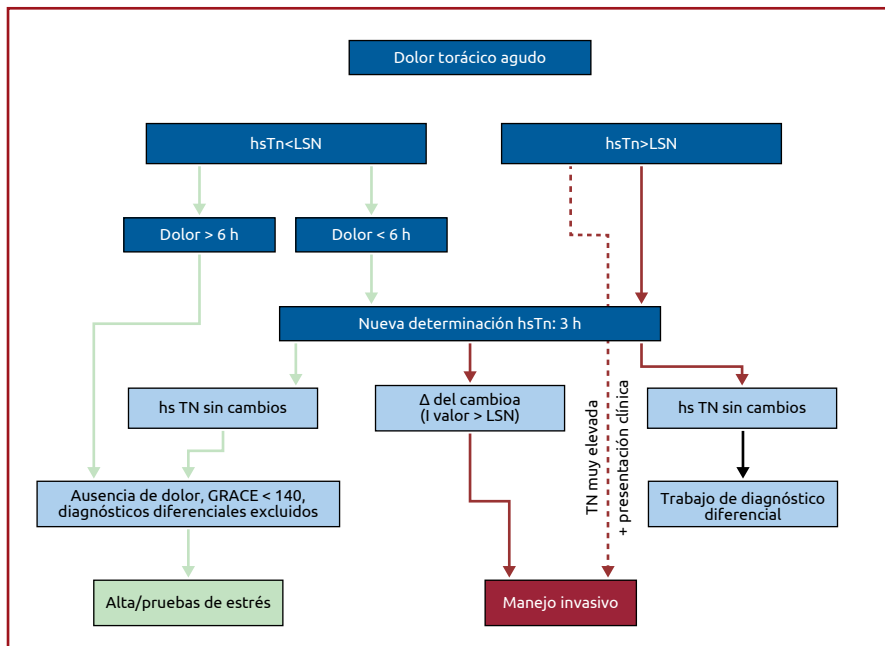 Dolor torácico agudo
hsTn<LSN
hsTn>LSN
Dolor > 6 h
Dolor < 6 h
Nueva determinación hsTn: 3 h
hs TN sin cambios
Δ del cambioa
(I valor > LSN)
TN muy elevada
+ presentación clínica
hs TN sin cambios
Ausencia de dolor, GRACE < 140,
diagnósticos diferenciales excluidos
Trabajo de diagnóstico
diferencial
Alta/pruebas de estrés
Manejo invasivo